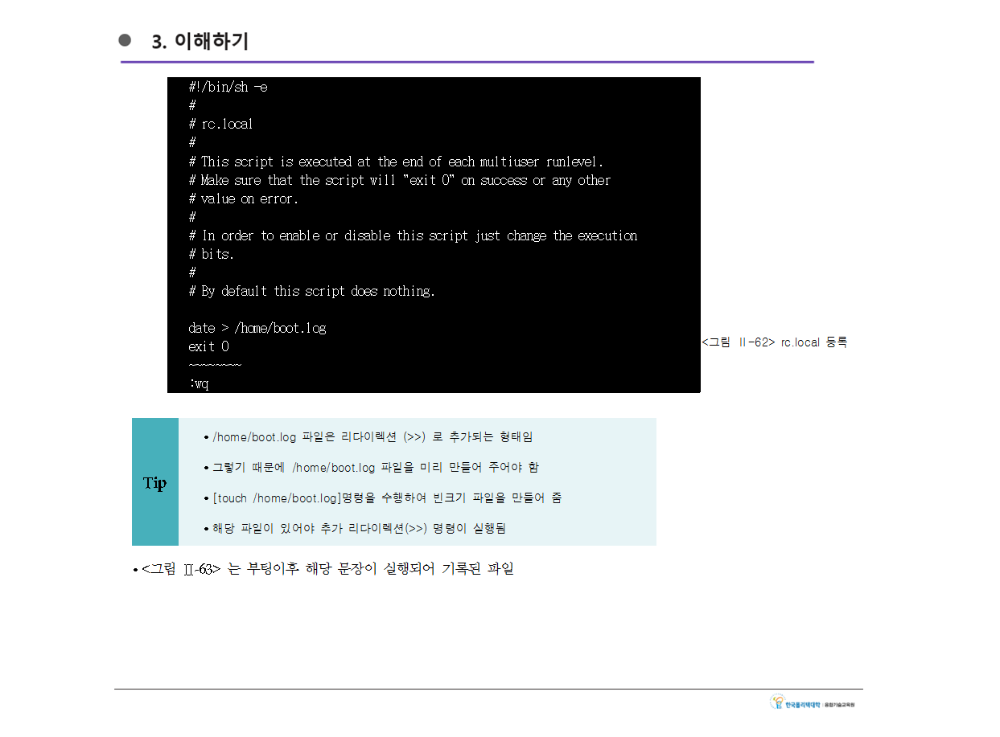 ● 3. 이해하기
#!/bin/sh -e
#
# rc.local
#
# This script is executed at the end of each multiuser runlevel.
# Make sure that the script will "exit 0" on success or any other
# value on error.
#
# In order to enable or disable this script just change the execution
# bits.
#
# By default this script does nothing.
date > /home/boot.log
exit 0
~~~~~~~~
:wq
<그림 Ⅱ-62> rc.local 등록
Tip
• /home/boot.log 파일은 리다이렉션 (>>) 로 추가되는 형태임
• 그렇기 때문에 /home/boot.log 파일을 미리 만들어 주어야 함
• [touch /home/boot.log]명령을 수행하여 빈크기 파일을 만들어 줌
• 해당 파일이 있어야 추가 리다이렉션(>>) 명령이 실행됨
• <그림 Ⅱ-63> 는 부팅이후 해당 문장이 실행되어 기록된 파일
한국폴리텍대학 | 융합기술교육원